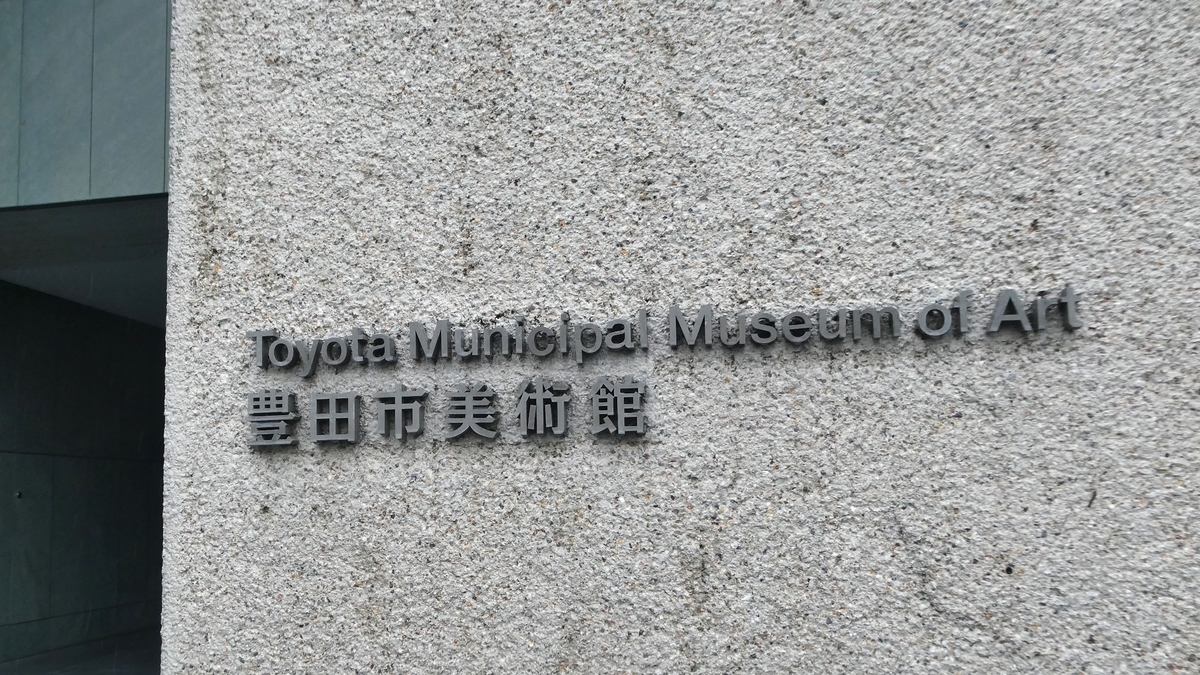 Toyota Municipal Museum of Art
豊田市美術館